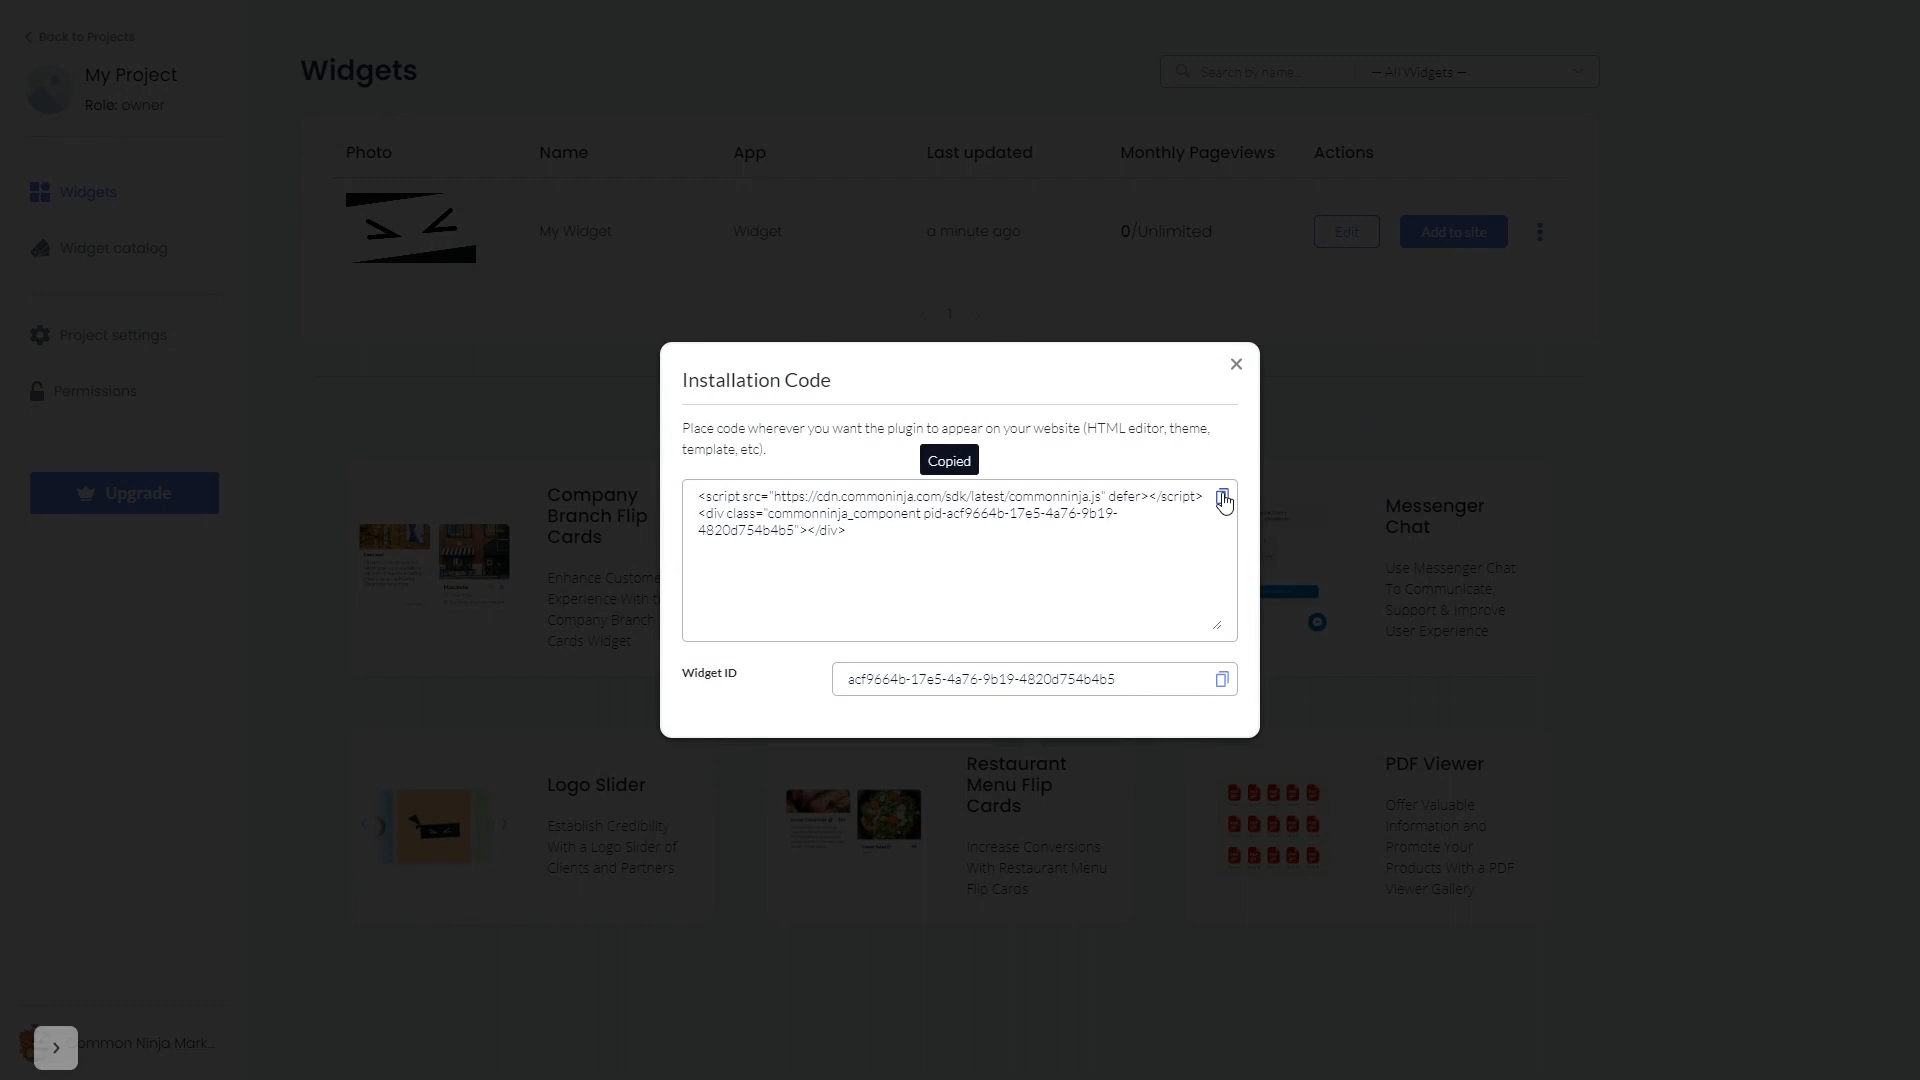 Back to Projects
My Project
Role: owner
Widgets
Widget catalog
Project settings
Permissions
Upgrade
Widgets
Search by name...
— All Widgets —
Photo
Name
App
Last updated
Monthly Pageviews
Actions
My Widget
Widget
a minute ago
0/Unlimited
Edit
Add to site
1
Installation Code
Place code wherever you want the plugin to appear on your website (HTML editor, theme,
template, etc).
Copied
<script src="https://cdn.commoninja.com/sdk/latest/commonninja.js" defer></script>
<div class="commonninja_component pid-acf9664b-17e5-4a76-9b19-
4820d754b4b5"></div>
Widget ID
acf9664b-17e5-4a76-9b19-4820d754b4b5
Company
Branch Flip
Cards
Enhance Custome
Experience With t
Company Branch
Cards Widget
Messenger
Chat
Use Messenger Chat
To Communicate,
Support & Improve
User Experience
Logo Slider
Establish Credibility
With a Logo Slider of
Clients and Partners
Restaurant
Menu Flip
Cards
Increase Conversions
With Restaurant Menu
Flip Cards
PDF Viewer
Offer Valuable
Information and
Promote Your
Products With a PDF
Viewer Gallery
ommon Ninja Mark...